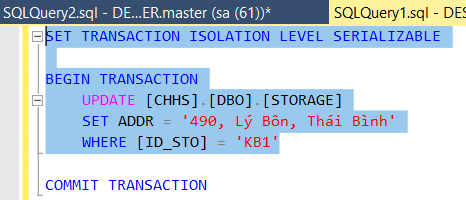 SQLQuery2.sql - DE...ER.master (sa (61))* SQLQuery1.sql - DES
SET TRANSACTION ISOLATION LEVEL SERIALIZABLE
BEGIN TRANSACTION
UPDATE [CHHS].[DBO].[STORAGE]
SET ADDR = '490, Lý Bôn, Thái Bình'
WHERE [ID_STO] = 'KB1'
COMMIT TRANSACTION